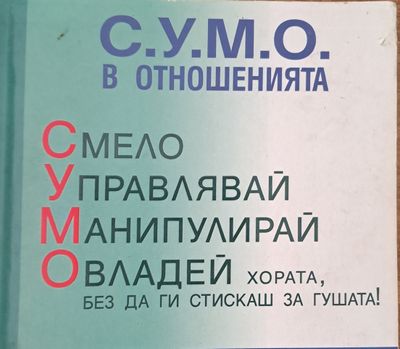 С.У.М.О.
В ОТНОШЕНИЯТА
СМЕЛО
УПРАВЛЯВАЙ
МАНИПУЛИРАЙ
ОВЛАДЕЙ ХОРАТА,
БЕЗ ДА ГИ СТИСКАШ ЗА ГУШАТА!